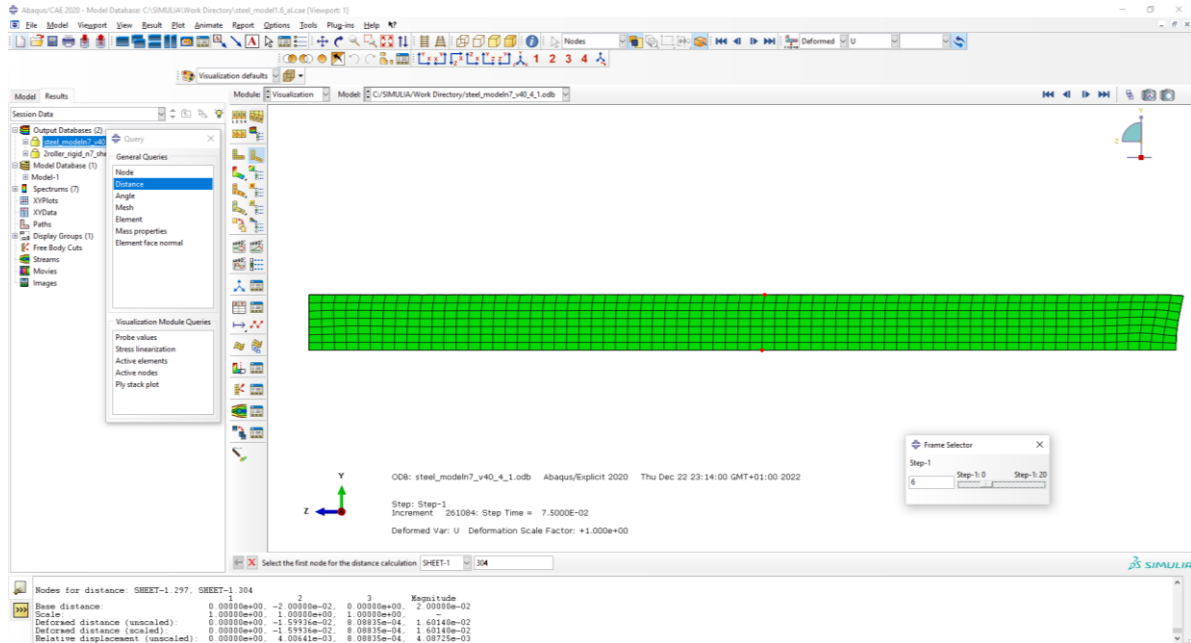 Abaqus/CAE 2020 - Model Database: C:\SIMULIA\Work Directory\steel_model1.6_al.cae [Viewport: 1]
File Model Viewport View Result Plot Animate Report Options Tools Plug-ins Help
Nodes
Deformed U
1 2 3 4
Visualization defaults
Model Results
Module: Visualization Model: C:/SIMULIA/Work Directory/steel_modeln7_v40_4_1.odb
Session Data
Output Databases (2)
steel_modeln7_v40
2roller_rigid_n7_she
Model Database (1)
Model-1
Spectrums (7)
XYPlots
XYData
Paths
Display Groups (1)
Free Body Cuts
Streams
Movies
Images
Query
General Queries
Node
Distance
Angle
Mesh
Element
Mass properties
Element face normal
Visualization Module Queries
Probe values
Stress linearization
Active elements
Active nodes
Ply stack plot
Y
Z
Frame Selector
Step-1
6 Step-1: 0 Step-1: 20
Y
Z
ODB: steel_modeln7_v40_4_1.odb Abaqus/Explicit 2020 Thu Dec 22 23:14:00 GMT+01:00 2022
Step: Step-1
Increment 261084: Step Time = 7.5000E-02
Deformed Var: U Deformation Scale Factor: +1.000e+00
Select the first node for the distance calculation SHEET-1 304
SIMULIA
Nodes for distance: SHEET-1.297, SHEET-1.304
1 2 3 Magnitude
Base distance: 0.00000e+00, -2.00000e-02, 0.00000e+00, 2.00000e-02
Scale: 1.00000e+00, 1.00000e+00, 1.00000e+00, -
Deformed distance (unscaled): 0.00000e+00, -1.59936e-02, 8.08835e-04, 1.60140e-02
Deformed distance (scaled): 0.00000e+00, -1.59936e-02, 8.08835e-04, 1.60140e-02
Relative displacement (unscaled): 0.00000e+00, 4.00641e-03, 8.08835e-04, 4.08725e-03